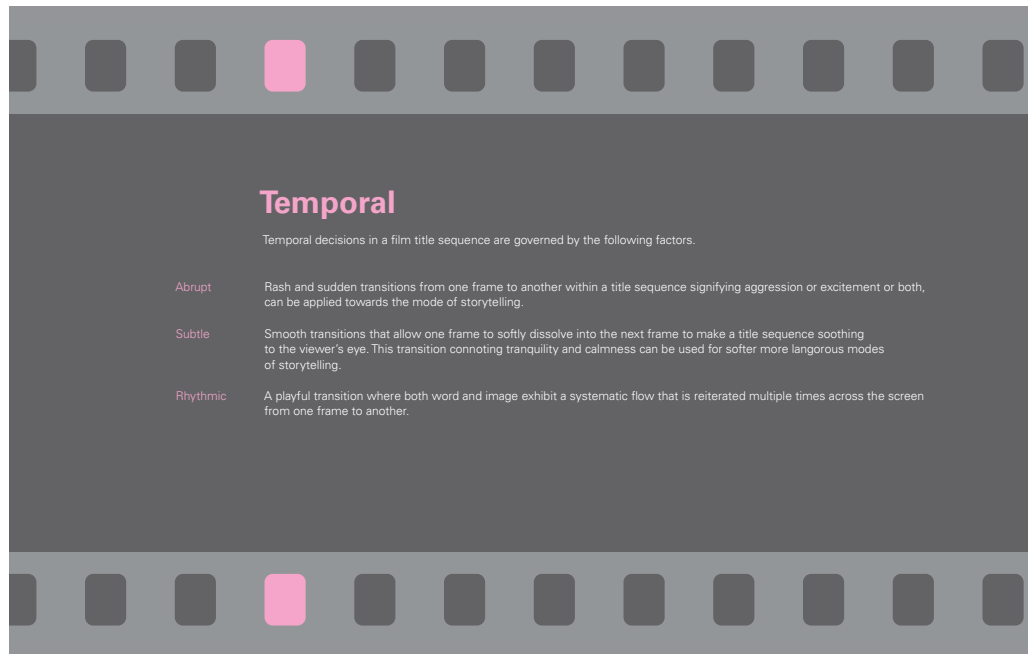 Temporal
Temporal decisions in a film title sequence are governed by the following factors.
Abrupt
Rash and sudden transitions from one frame to another within a title sequence signifying aggression or excitement or both,
can be applied towards the mode of storytelling.
Subtle
Smooth transitions that allow one frame to softly dissolve into the next frame to make a title sequence soothing
to the viewer's eye. This transition connoting tranquility and calmness can be used for softer more langorous modes
of storytelling.
Rhythmic
A playful transition where both word and image exhibit a systematic flow that is reiterated multiple times across the screen
from one frame to another.